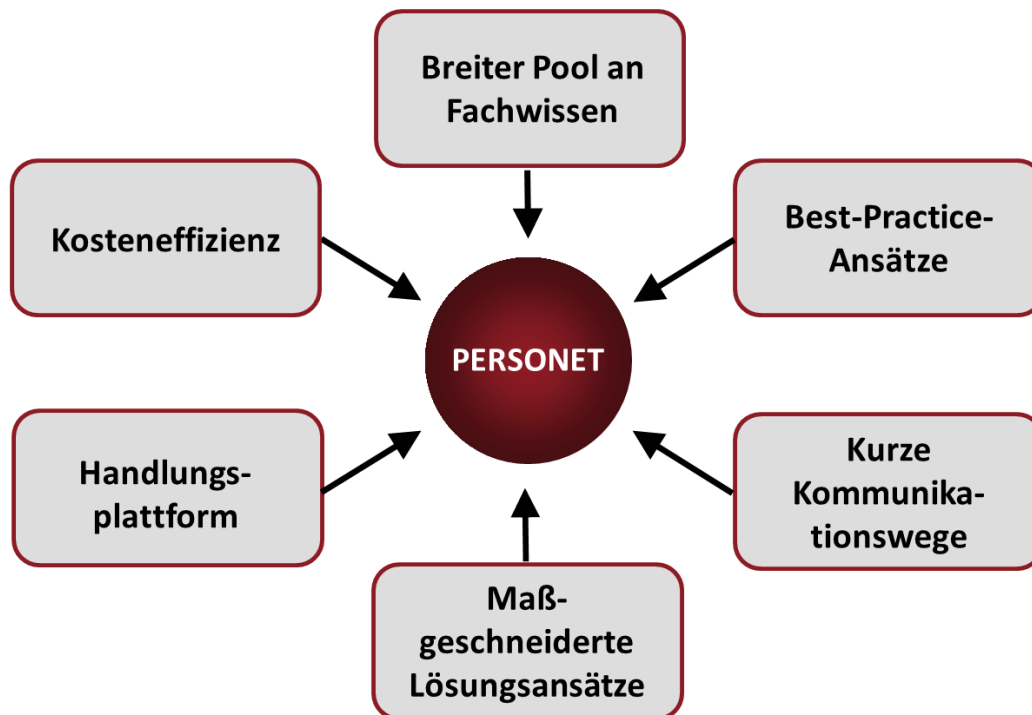 Breiter Pool an
Fachwissen
Kosteneffizienz
Best-Practice-
Ansätze
PERSONET
Handlungs-
plattform
Kurze
Kommunika-
tionswege
Maß-
geschneiderte
Lösungsansätze